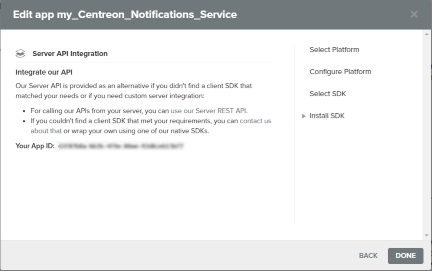 Edit app my_Centreon_Notifications_Service
Server API Integration
Integrate our API
Our Server API is provided as an alternative if you didn't find a client SDK that
matched your needs or if you need custom server integration:
• For calling our APIs from your server, you can use our Server REST API.
• If you couldn't find a client SDK that met your requirements, you can contact us
about that or wrap your own using one of our native SDKs.
Your App ID:
Select Platform
Configure Platform
Select SDK
Install SDK
BACK
DONE